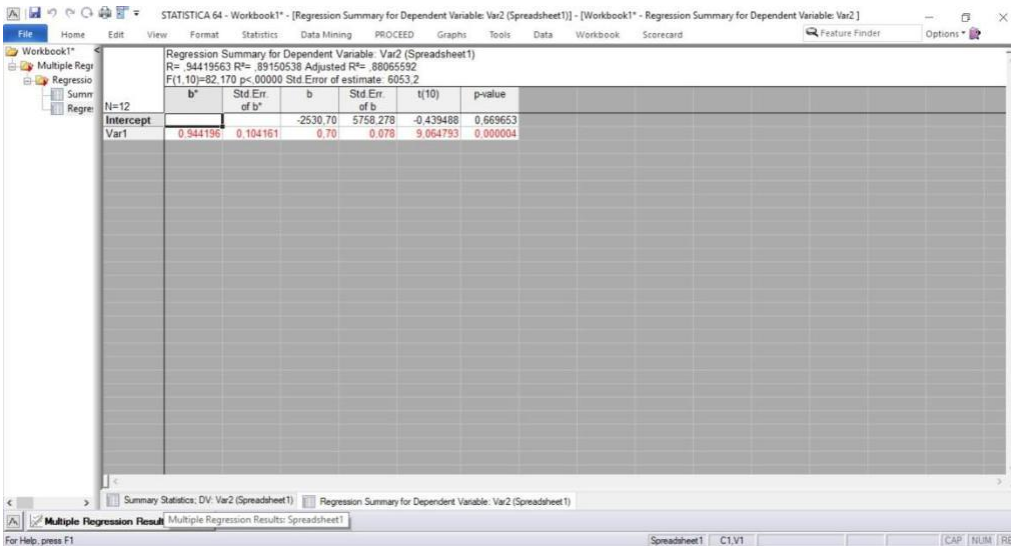 STATISTICA 64 - Workbook1* - [Regression Summary for Dependent Variable: Var2 (Spreadsheet1)] - [Workbook1* - Regression Summary for Dependent Variable: Var2 ]
File Home Edit View Format Statistics Data Mining PROCEED Graphs Tools Data Workbook Scorecard Feature Finder Options
Workbook1*
Multiple Regr
Regressio
Summ
Regre
Regression Summary for Dependent Variable: Var2 (Spreadsheet1)
R= ,94419563 R²= ,89150538 Adjusted R²= ,88065592
F(1,10)=82,170 p<,00000 Std.Error of estimate: 6053,2
N=12 b* Std.Err. of b* b Std.Err. of b t(10) p-value
Intercept -2530,70 5758,278 -0,439488 0,669653
Var1 0,944196 0,104161 0,70 0,078 9,064793 0,000004
Summary Statistics; DV: Var2 (Spreadsheet1) Regression Summary for Dependent Variable: Var2 (Spreadsheet1)
Multiple Regression Result Multiple Regression Results: Spreadsheet1
For Help, press F1 Spreadsheet1 C1,V1 CAP NUM RE